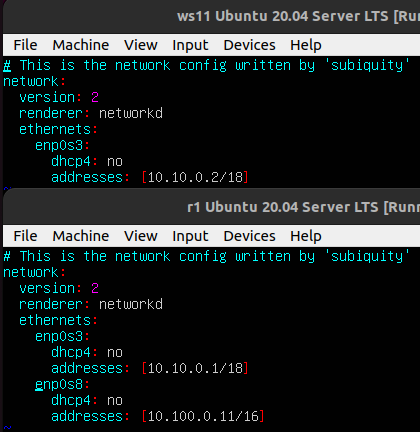 ws11 Ubuntu 20.04 Server LTS [Run
File Machine View Input Devices Help
# This is the network config written by 'subiquity'
network:
  version: 2
  renderer: networkd
  ethernets:
    enp0s3:
      dhcp4: no
      addresses: [10.10.0.2/18]
r1 Ubuntu 20.04 Server LTS [Runn
File Machine View Input Devices Help
# This is the network config written by 'subiquity'
network:
  version: 2
  renderer: networkd
  ethernets:
    enp0s3:
      dhcp4: no
      addresses: [10.10.0.1/18]
    enp0s8:
      dhcp4: no
      addresses: [10.100.0.11/16]
~